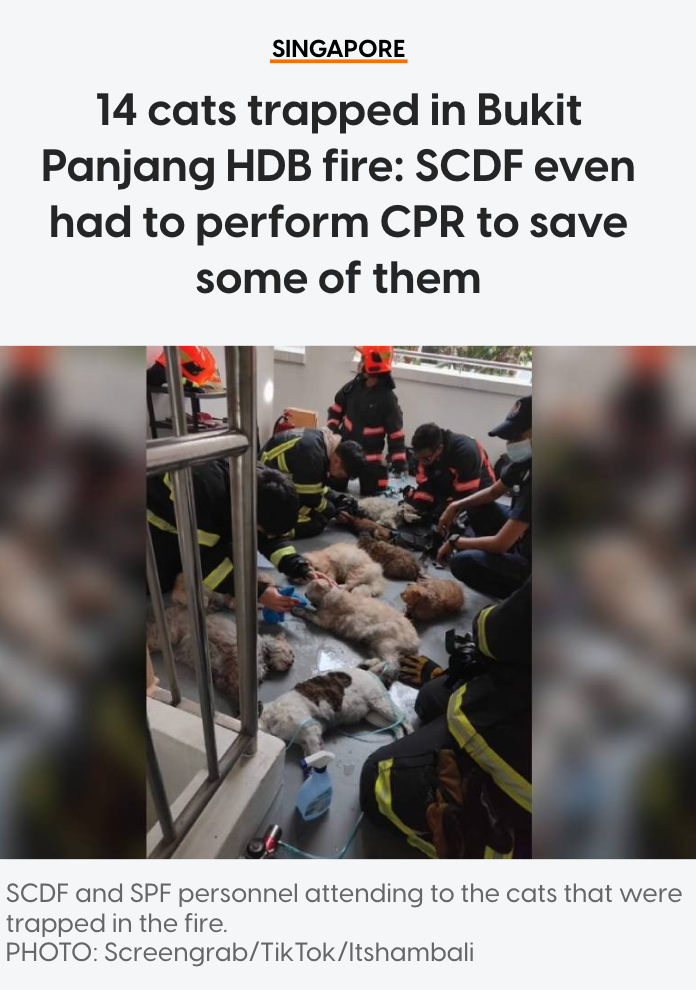 SINGAPORE
14 cats trapped in Bukit
Panjang HDB fire: SCDF even
had to perform CPR to save
some of them
SCDF and SPF personnel attending to the cats that were
trapped in the fire.
PHOTO: Screengrab/TikTok/Itshambali